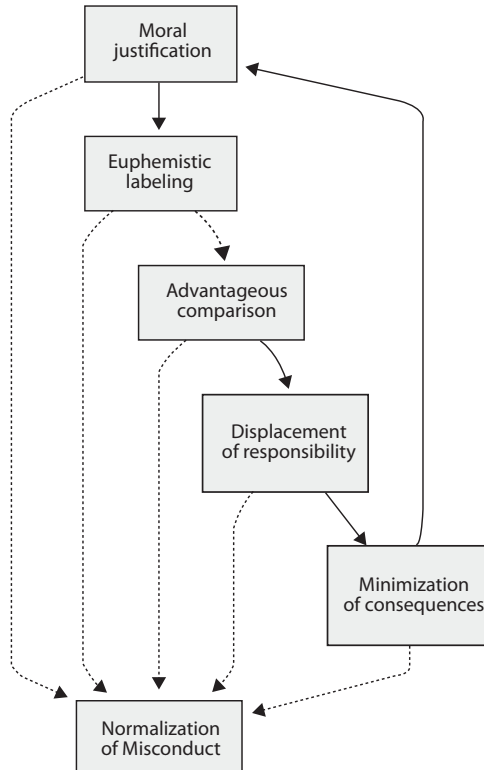 Moral
justification
Euphemistic
labeling
Advantageous
comparison
Displacement
of responsibility
Minimization
of consequences
Normalization
of Misconduct